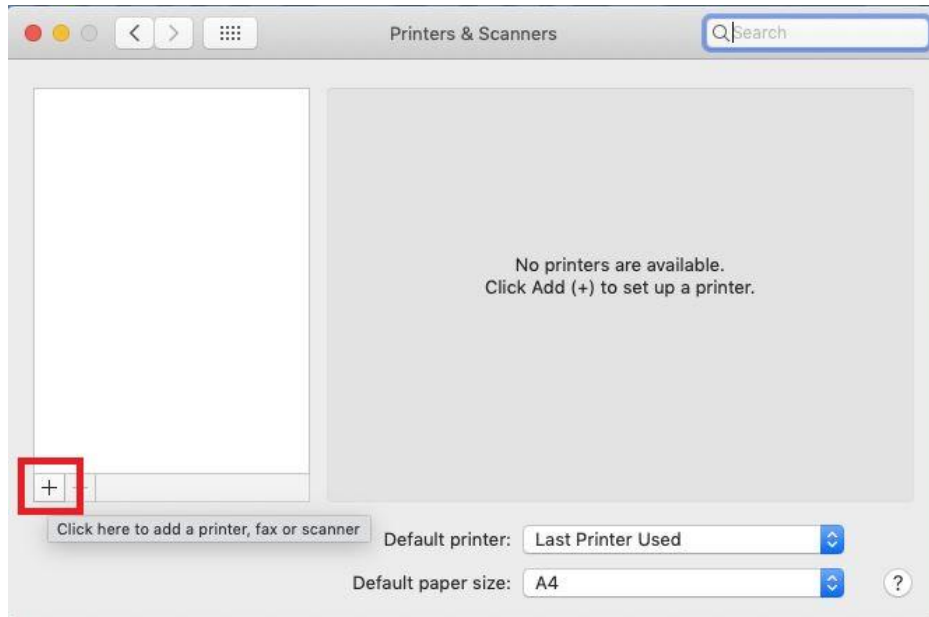 Printers & Scanners
Search
No printers are available.
Click Add (+) to set up a printer.
+
Click here to add a printer, fax or scanner
Default printer: Last Printer Used
Default paper size: A4
?